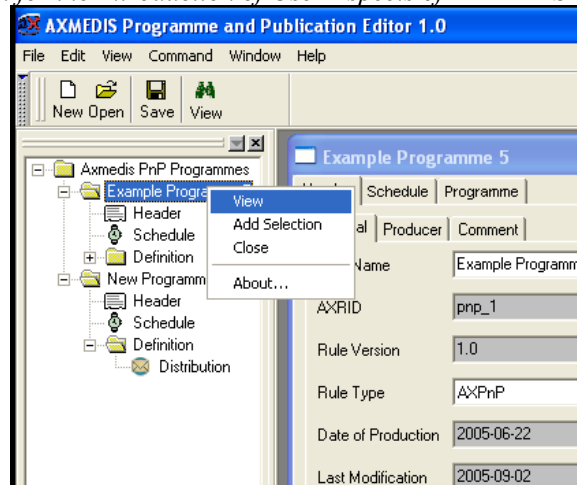 AXMEDIS Programme and Publication Editor 1.0
File Edit View Command Window Help
New Open Save View
Axmedis PnP Programmes
Example Progra
Header
Schedule
Definition
New Programm
Header
Schedule
Definition
Distribution
View
Add Selection
Close
About...
Example Programme 5
Schedule Programme
al Producer Comment
Name Example Programm
AXRID pnp_1
Rule Version 1.0
Rule Type AXPnP
Date of Production 2005-06-22
Last Modification 2005-09-02